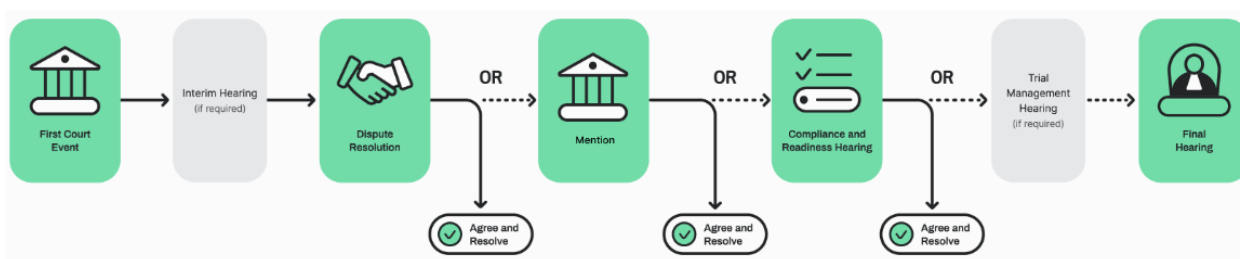 First Court
Event
Interim Hearing
(if required)
Dispute
Resolution
OR
Mention
OR
Compliance and
Readiness Hearing
OR
Trial
Management
Hearing
(if required)
Final
Hearing
Agree and
Resolve
Agree and
Resolve
Agree and
Resolve